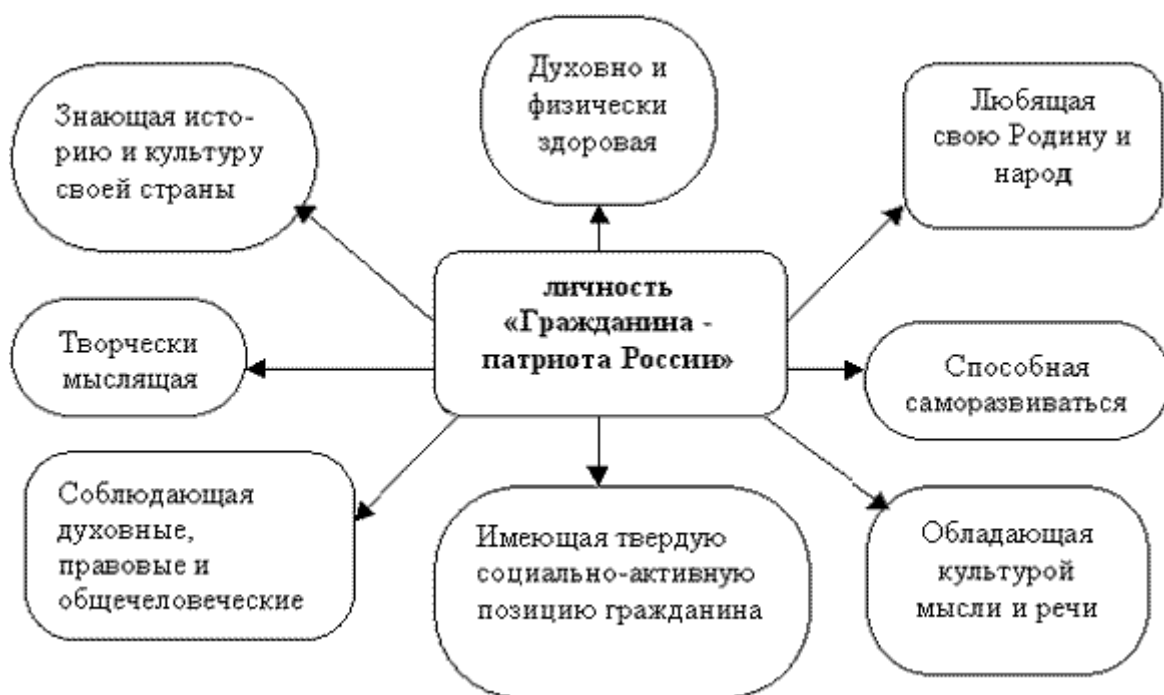 Духовно и
физически
здоровая
Знающая исто-
рию и культуру
своей страны
Любящая
свою Родину и
народ
личность
«Гражданина -
патриота России»
Творчески
мыслящая
Способная
саморазвиваться
Соблюдающая
духовные,
правовые и
общечеловеческие
Имеющая твердую
социально-активную
позицию гражданина
Обладающая
культурой
мысли и речи